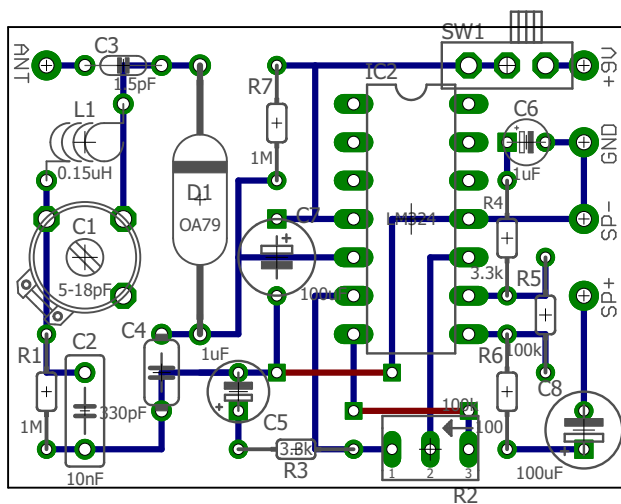 SW1
ANT
C3
1.5pF
R7
IC2
+9V
L1
0.15uH
1M
D1
OA79
C6
1uF
GND
R4
C7
LM324
SP-
C1
5-18pF
3.3k
R5
100uF
SP+
C4
1uF
R6
100k
R1
C2
330pF
C8
100k
1M
C5
100
3.3k
R3
10nF
1
2
3
R2
100uF